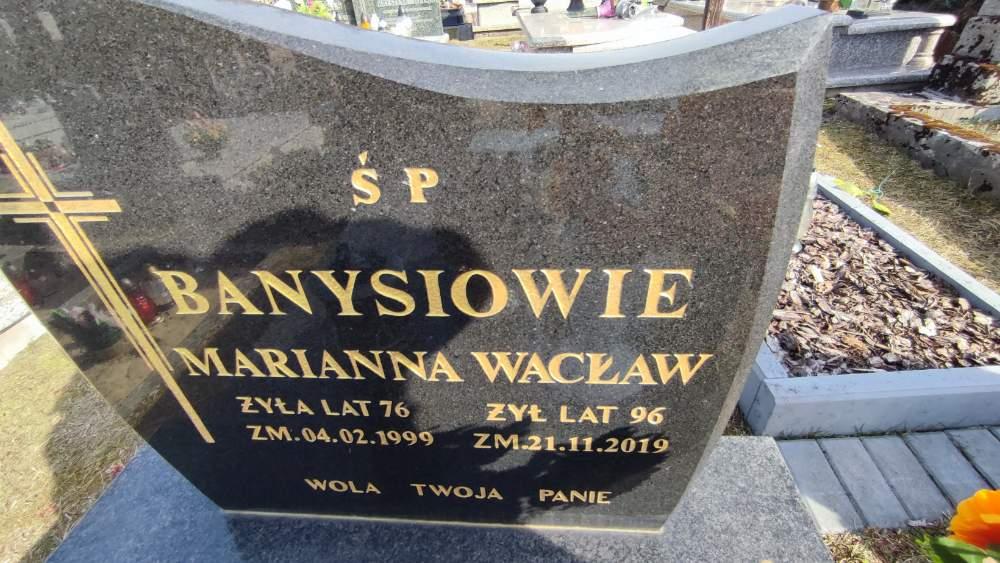 Ś P
BANYSIOWIE
MARIANNA WACŁAW
ŻYŁA LAT 76 ŻYŁ LAT 96
ZM.04.02.1999 ZM.21.11.2019
WOLA TWOJA PANIE